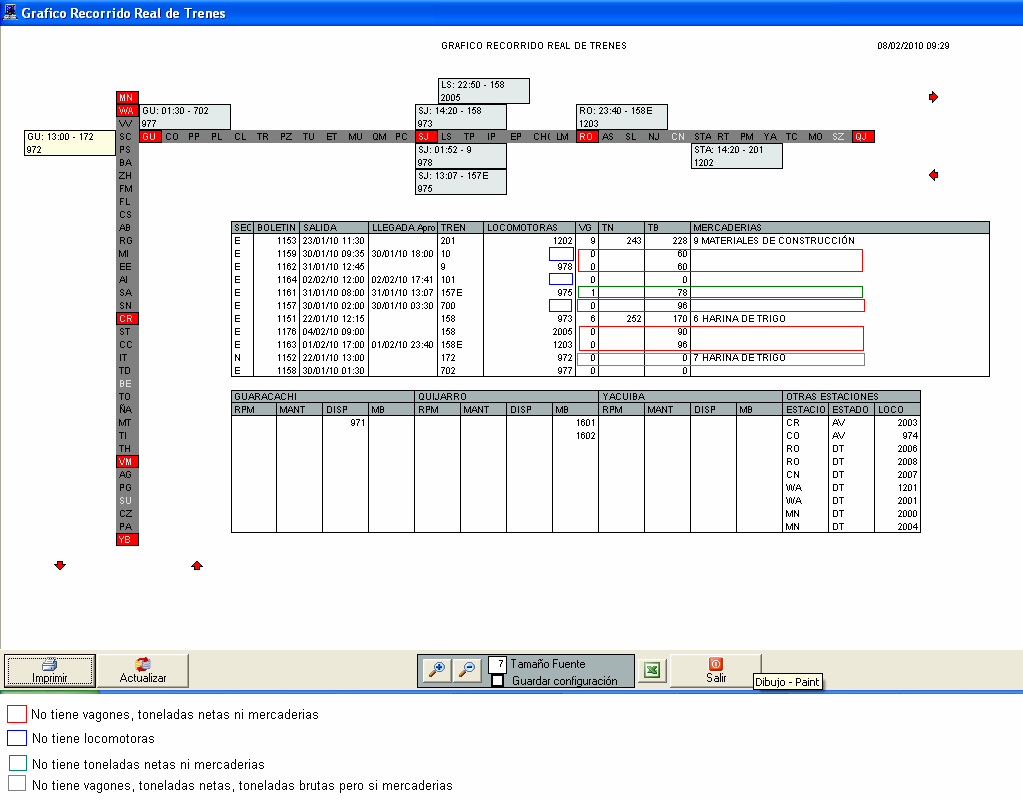 Grafico Recorrido Real de Trenes
GRAFICO RECORRIDO REAL DE TRENES 08/02/2010 09:29
LS: 22:50 - 158
2005
GU: 01:30 - 702
977
SJ: 14:20 - 158
973
RO: 23:40 - 158E
1203
GU: 13:00 - 172
972
GU CO PP PL CL TR PZ TU ET MU QM PC SJ LS TP IP EP CH( LM RO AS SL NJ CN STA RT PM YA TC MO SZ QJ
SJ: 01:52 - 9
978
SJ: 13:07 - 157E
975
STA: 14:20 - 201
1202
MN
WA
VV
SC
PS
BA
ZH
FM
FL
CS
AB
RG
MI
EE
AI
SA
SN
CR
ST
CC
IT
TD
BE
TO
ÑA
MT
TI
TH
VM
AG
PG
SU
CZ
PA
YB
SEC BOLETIN SALIDA LLEGADA Apro TREN LOCOMOTORAS VG TN TB MERCADERIAS
E 1153 23/01/10 11:30 201 1202 9 243 228 9 MATERIALES DE CONSTRUCCIÓN
E 1159 30/01/10 09:35 30/01/10 18:00 10 0 60
E 1162 31/01/10 12:45 9 978 0 60
E 1164 02/02/10 12:00 02/02/10 17:41 101 0 0
E 1161 31/01/10 08:00 31/01/10 13:07 157E 975 1 78
E 1157 30/01/10 02:00 30/01/10 03:30 700 0 96
E 1151 22/01/10 12:15 158 973 6 252 170 6 HARINA DE TRIGO
E 1176 04/02/10 09:00 158 2005 0 90
E 1163 01/02/10 17:00 01/02/10 23:40 158E 1203 0 96
N 1152 22/01/10 13:00 172 972 0 0 7 HARINA DE TRIGO
E 1158 30/01/10 01:30 702 977 0 0
GUARACACHI QUIJARRO YACUIBA OTRAS ESTACIONES
RPM MANT DISP MB RPM MANT DISP MB RPM MANT DISP MB ESTACIO ESTADO LOCO
971 1601 CR AV 2003
1602 CO AV 974
RO DT 2006
RO DT 2008
CN DT 2007
WA DT 1201
WA DT 2001
MN DT 2000
MN DT 2004
Imprimir
Actualizar
7 Tamaño Fuente
Guardar configuración
Salir
Dibujo - Paint
No tiene vagones, toneladas netas ni mercaderias
No tiene locomotoras
No tiene toneladas netas ni mercaderias
No tiene vagones, toneladas netas, toneladas brutas pero si mercaderias